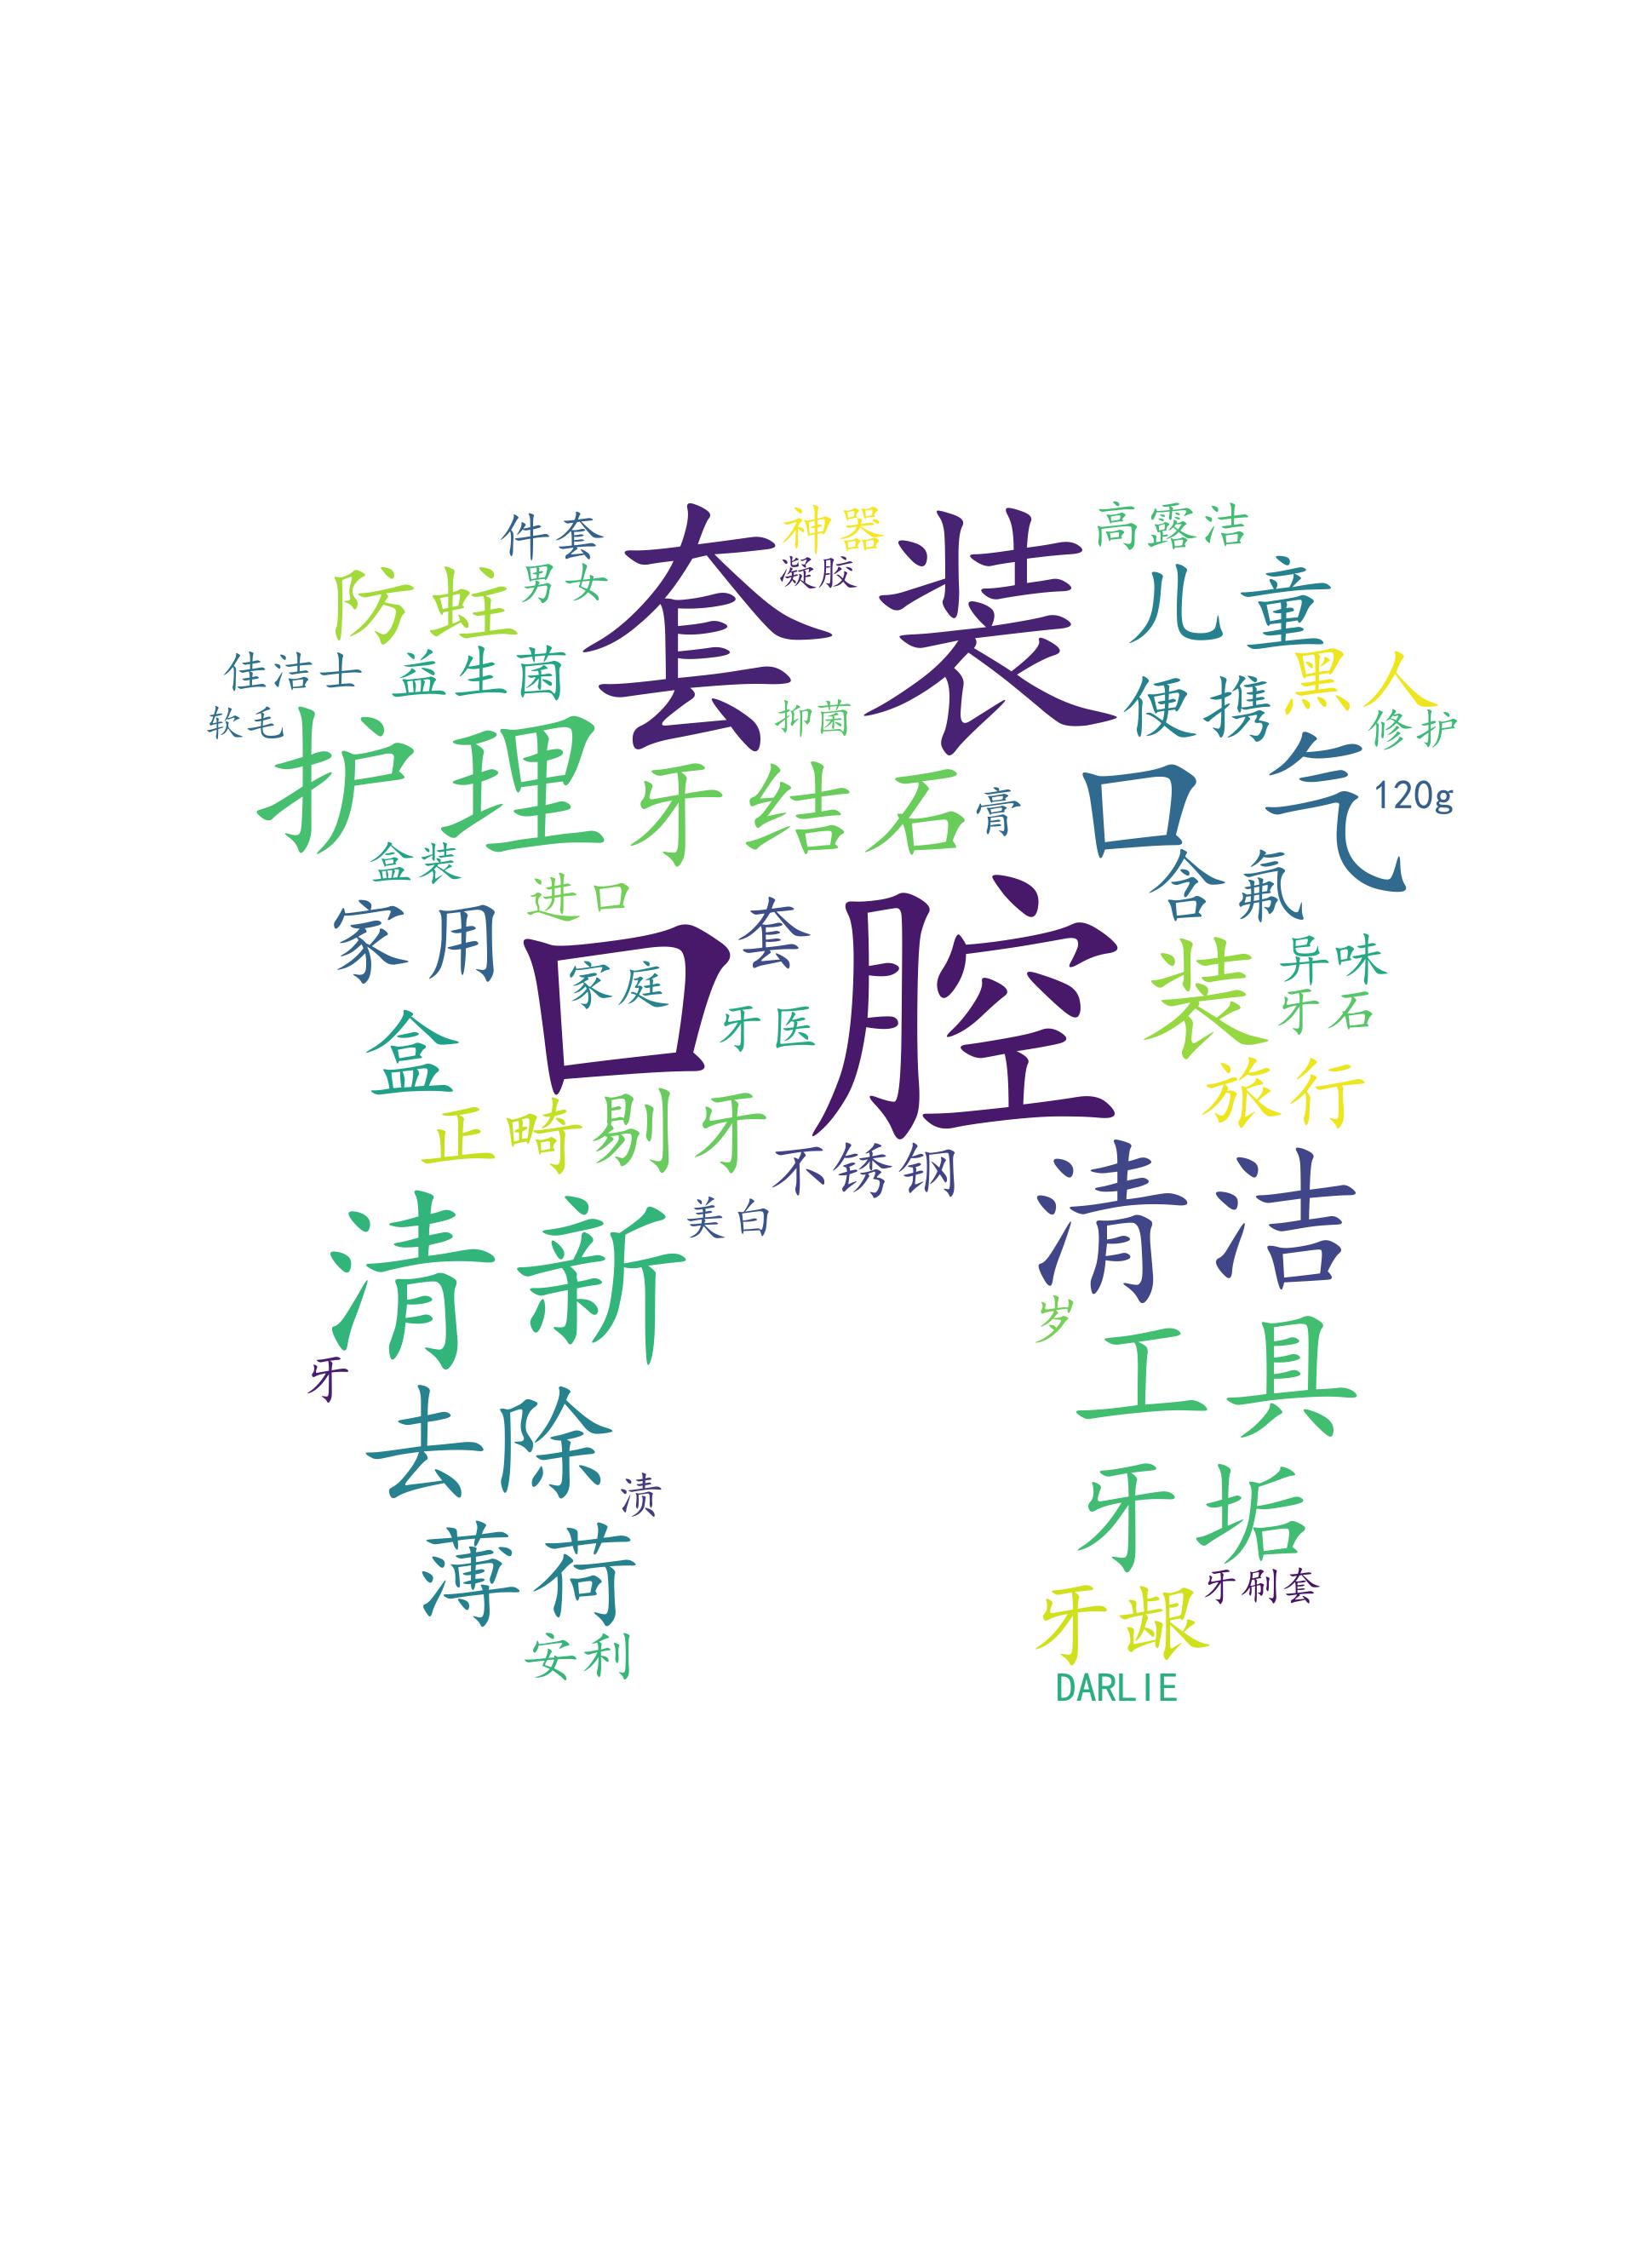 件套
神器
高露洁
套装
凝胶
男女
防蛀
儿童
佳洁士
益生菌
黑人
便携
软毛
抑菌
修护
护理
牙结石
膏
口气
120g
盒装
进口
含氟
家用
套
口腔
家庭
装
异味
牙石
牙医
盒
旅行
正畸
剔牙
不锈钢
清洁
美白
清新
岁
工具
牙
去除
渍
牙垢
薄荷
牙刷套
牙龈
安利
DARLIE